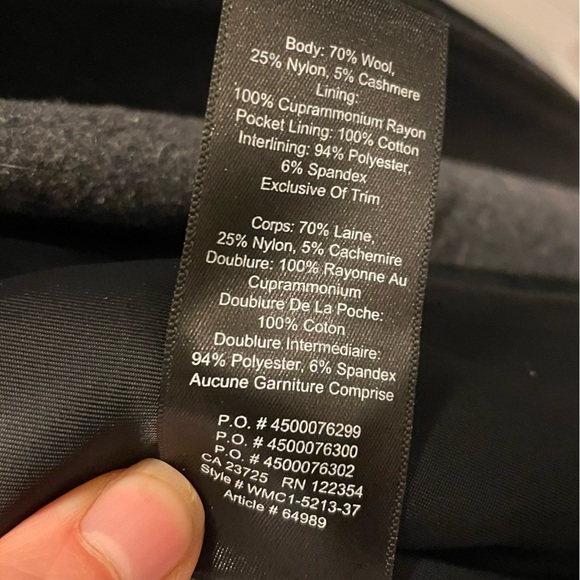 Body: 70% Wool,
25% Nylon, 5% Cashmere
Lining:
100% Cuprammonium Rayon
Pocket Lining: 100% Cotton
Interlining: 94% Polyester,
6% Spandex
Exclusive Of Trim
Corps: 70% Laine,
25% Nylon, 5% Cachemire
Doublure: 100% Rayonne Au
Cuprammonium
Doublure De La Poche:
100% Coton
Doublure Intermédiaire:
94% Polyester, 6% Spandex
Aucune Garniture Comprise
P.O. # 4500076299
P.O. # 4500076300
P.O. # 4500076302
CA 23725 RN 122354
Style # WMC1-5213-37
Article # 64989